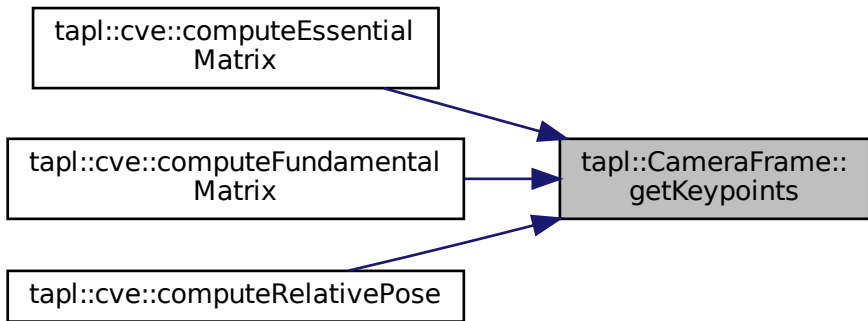 tapl::cve::computeEssential
Matrix
tapl::cve::computeFundamental
Matrix
tapl::cve::computeRelativePose
tapl::CameraFrame::
getKeypoints